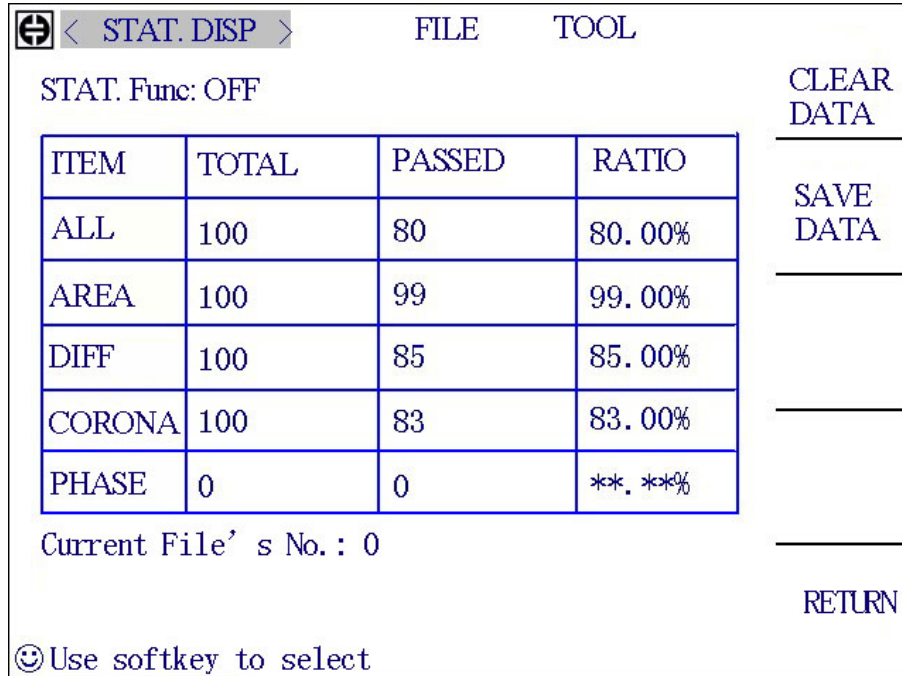 < STAT. DISP > FILE TOOL
STAT. Func: OFF
CLEAR
DATA
ITEM TOTAL PASSED RATIO
ALL 100 80 80.00%
AREA 100 99 99.00%
DIFF 100 85 85.00%
CORONA 100 83 83.00%
PHASE 0 0 **.**%
SAVE
DATA
Current File's No.: 0
RETURN
Use softkey to select